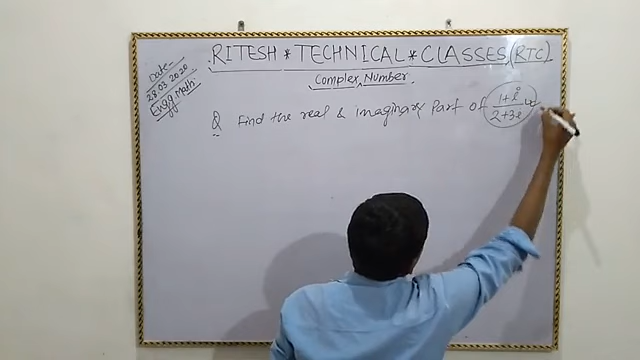 RITESH * TECHNICAL * CLASSES, (RTC)
Date-
28.03.2020
Engg. Math
Complex Number
Q Find the real & imaginary Part of 1+i
2+3i